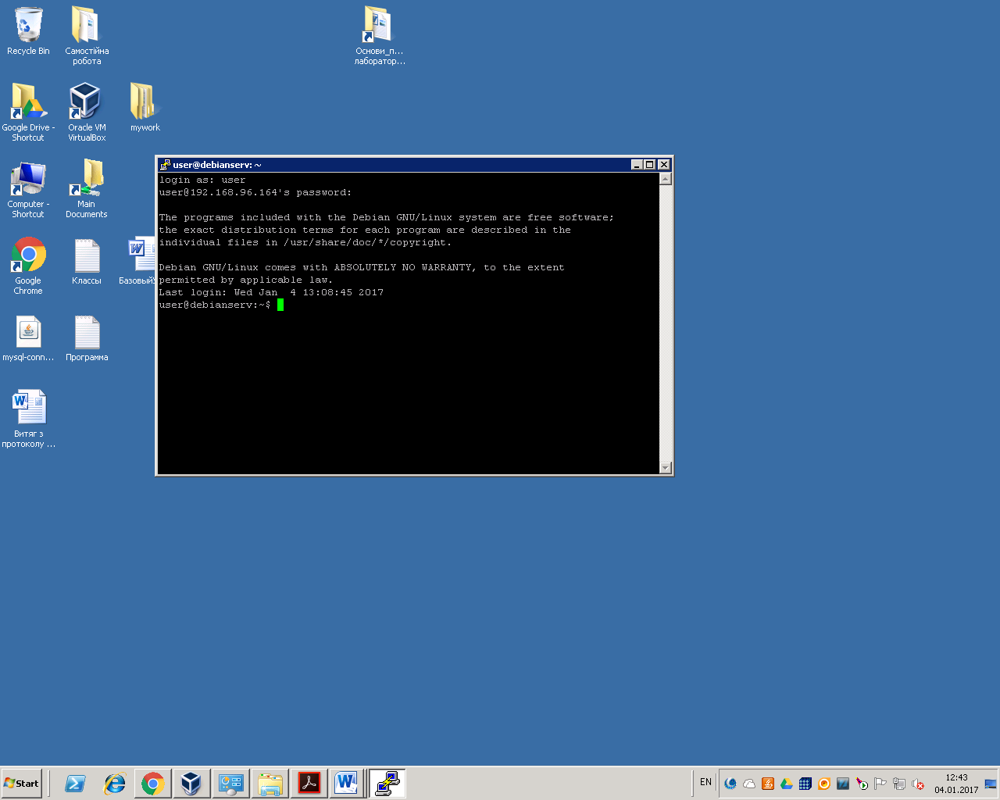 Recycle Bin
Самостійна
робота
Основи_п...
лаборатор...
Google Drive -
Shortcut
Oracle VM
VirtualBox
mywork
Computer -
Shortcut
Main
Documents
Google
Chrome
Классы
Базовый
mysql-conn...
Программа
Витяг з
протоколу ...
user@debianserv: ~
login as: user
user@192.168.96.164's password:
The programs included with the Debian GNU/Linux system are free software;
the exact distribution terms for each program are described in the
individual files in /usr/share/doc/*/copyright.
Debian GNU/Linux comes with ABSOLUTELY NO WARRANTY, to the extent
permitted by applicable law.
Last login: Wed Jan  4 13:08:45 2017
user@debianserv:~$
Start
EN
12:43
04.01.2017